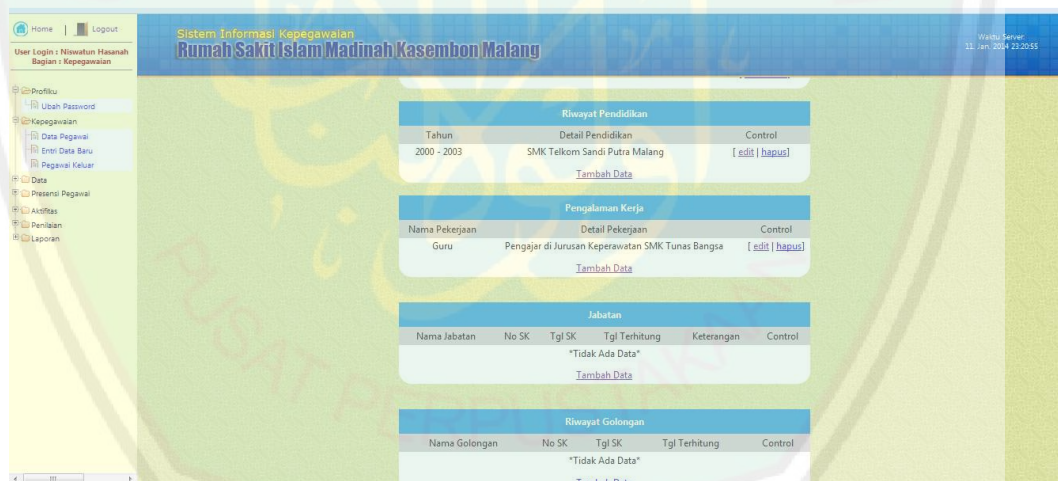 Home | Logout
User Login : Niswatun Hasanah
Bagian : Kepegawaian
Profilku
Ubah Password
Kepegawaian
Data Pegawai
Entri Data Baru
Pegawai Keluar
Data
Presensi Pegawai
Aktifitas
Penilaian
Laporan
Sistem Informasi Kepegawaian
Rumah Sakit Islam Madinah Kasembon Malang
Waktu Server:
11. Jan. 2014 23:20:55
Riwayat Pendidikan
Tahun Detail Pendidikan Control
2000 - 2003 SMK Telkom Sandi Putra Malang [ edit | hapus]
Tambah Data
Pengalaman Kerja
Nama Pekerjaan Detail Pekerjaan Control
Guru Pengajar di Jurusan Keperawatan SMK Tunas Bangsa [ edit | hapus]
Tambah Data
Jabatan
Nama Jabatan No SK Tgl SK Tgl Terhitung Keterangan Control
*Tidak Ada Data*
Tambah Data
Riwayat Golongan
Nama Golongan No SK Tgl SK Tgl Terhitung Control
*Tidak Ada Data*
PUSAT PERPUSTAKAAN